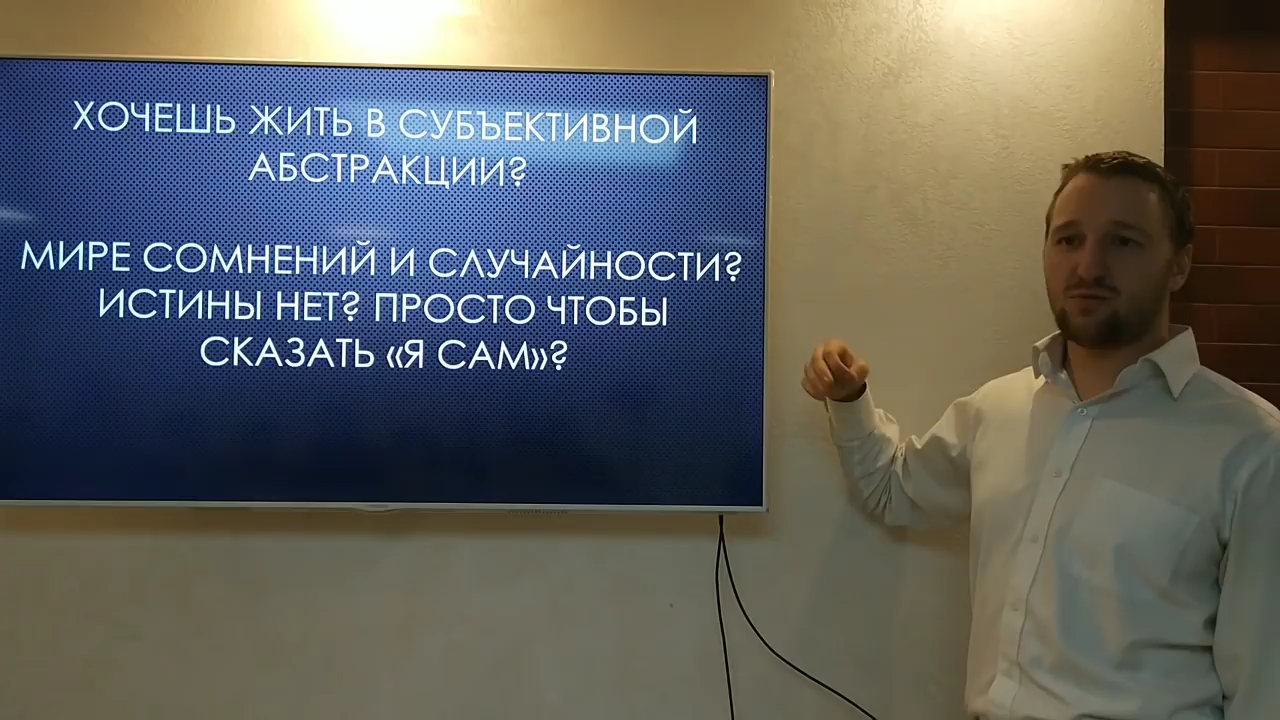 ХОЧЕШЬ ЖИТЬ В СУБЪЕКТИВНОЙ
АБСТРАКЦИИ?
МИРЕ СОМНЕНИЙ И СЛУЧАЙНОСТИ?
ИСТИНЫ НЕТ? ПРОСТО ЧТОБЫ
СКАЗАТЬ «Я САМ»?